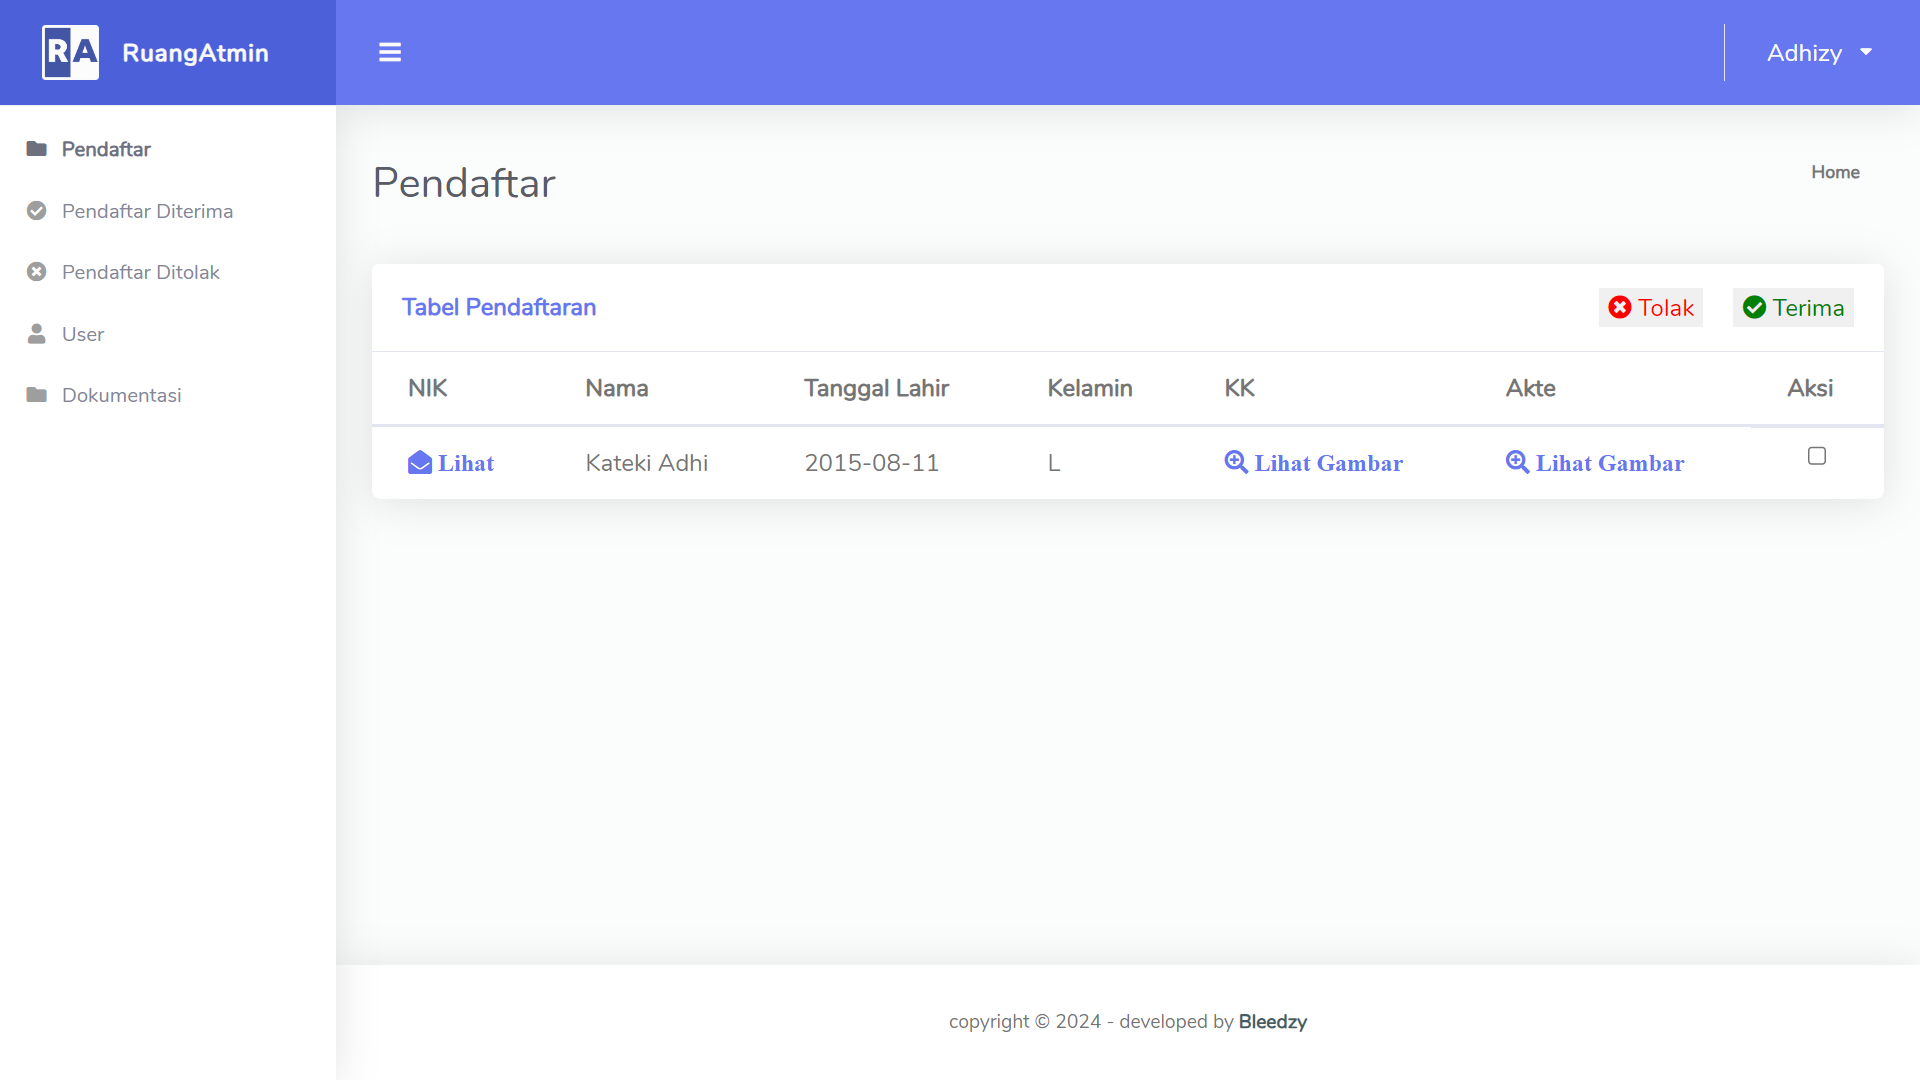 RA RuangAtmin
Adhizy
Pendaftar
Pendaftar Diterima
Pendaftar Ditolak
User
Dokumentasi
Pendaftar
Home
Tabel Pendaftaran
Tolak
Terima
NIK Nama Tanggal Lahir Kelamin KK Akte Aksi
Lihat Kateki Adhi 2015-08-11 L Lihat Gambar Lihat Gambar
copyright © 2024 - developed by Bleedzy